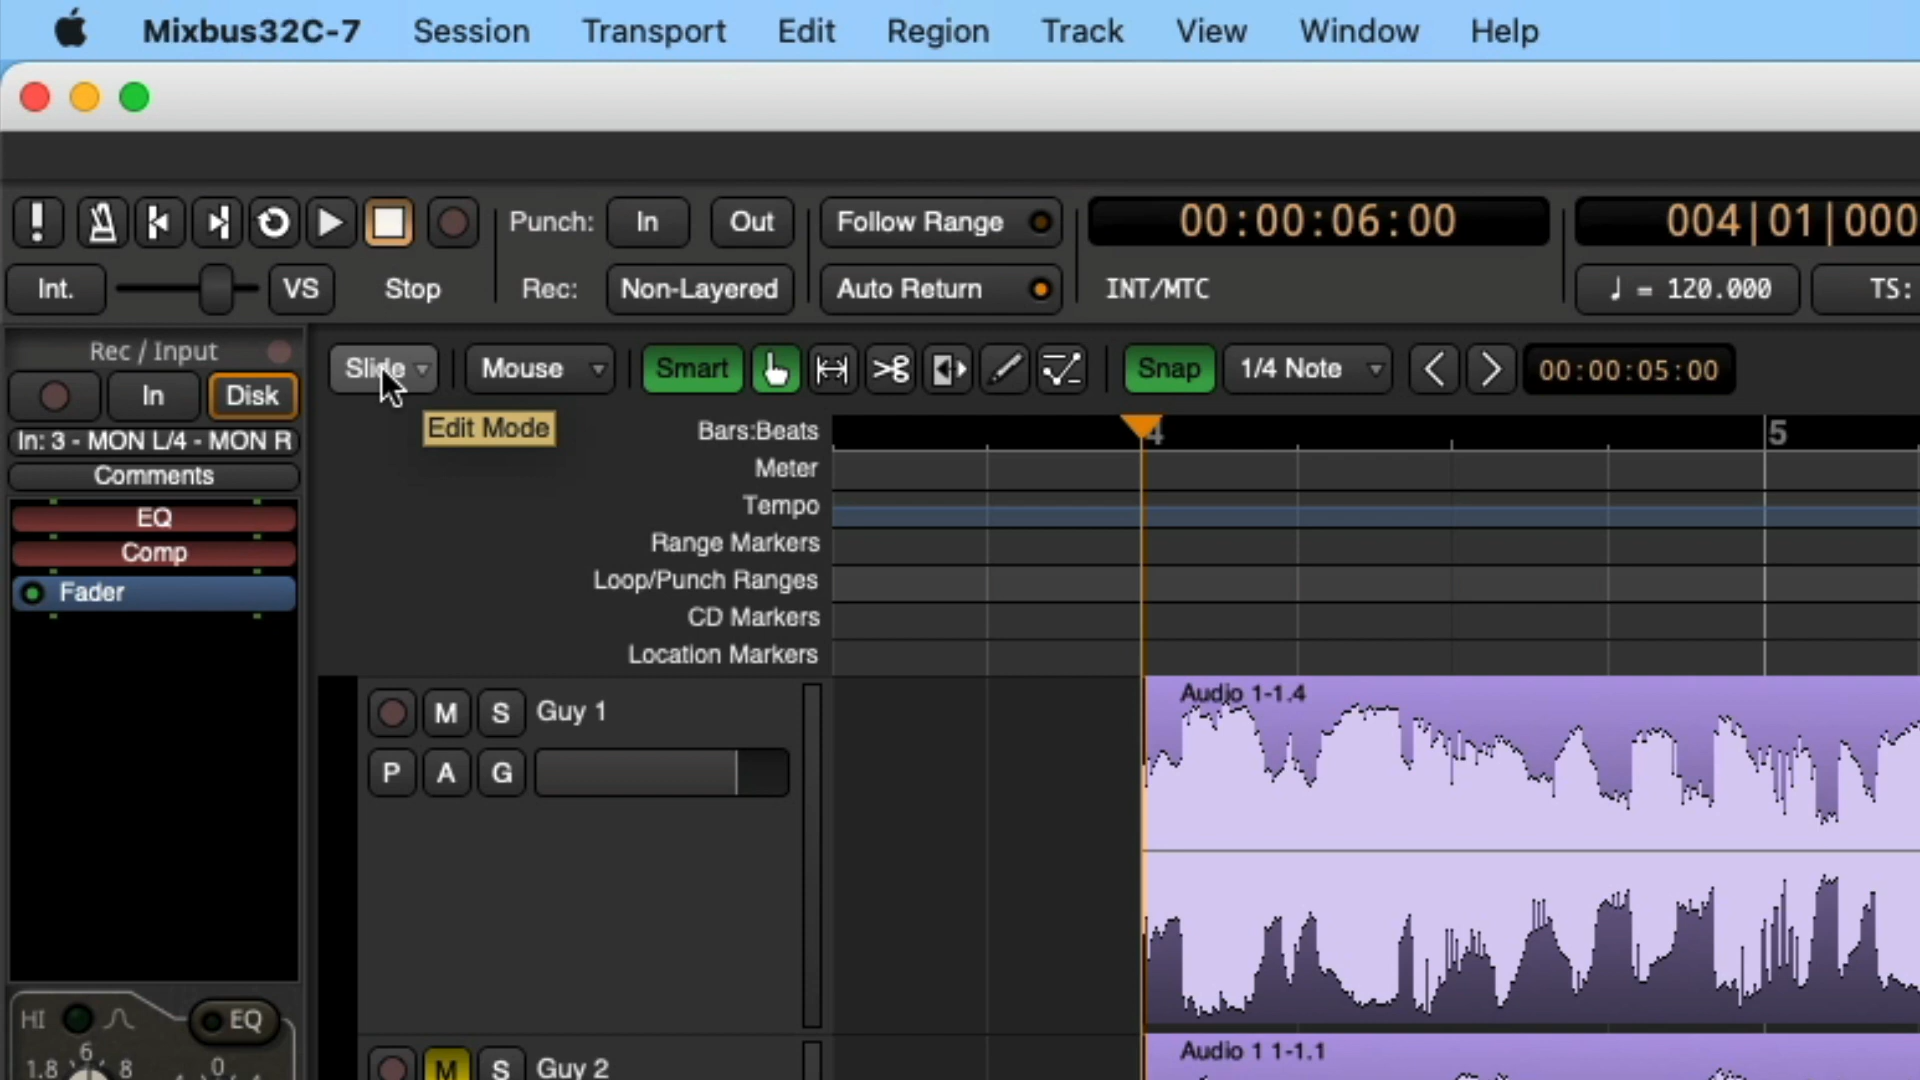 Mixbus32C-7 Session Transport Edit Region Track View Window Help
Punch: In Out Follow Range 00:00:06:00 004|01|000
Int. VS Stop Rec: Non-Layered Auto Return INT/MTC ♩ = 120.000 TS:
Rec / Input
Slide Mouse Smart Snap 1/4 Note 00:00:05:00
In Disk
Edit Mode
In: 3 - MON L/4 - MON R
Comments
EQ
Comp
Fader
Bars:Beats 4 5
Meter
Tempo
Range Markers
Loop/Punch Ranges
CD Markers
Location Markers
M S Guy 1 Audio 1-1.4
P A G
HI EQ
1.8 6 8 0
M S Guy 2 Audio 1 1-1.1